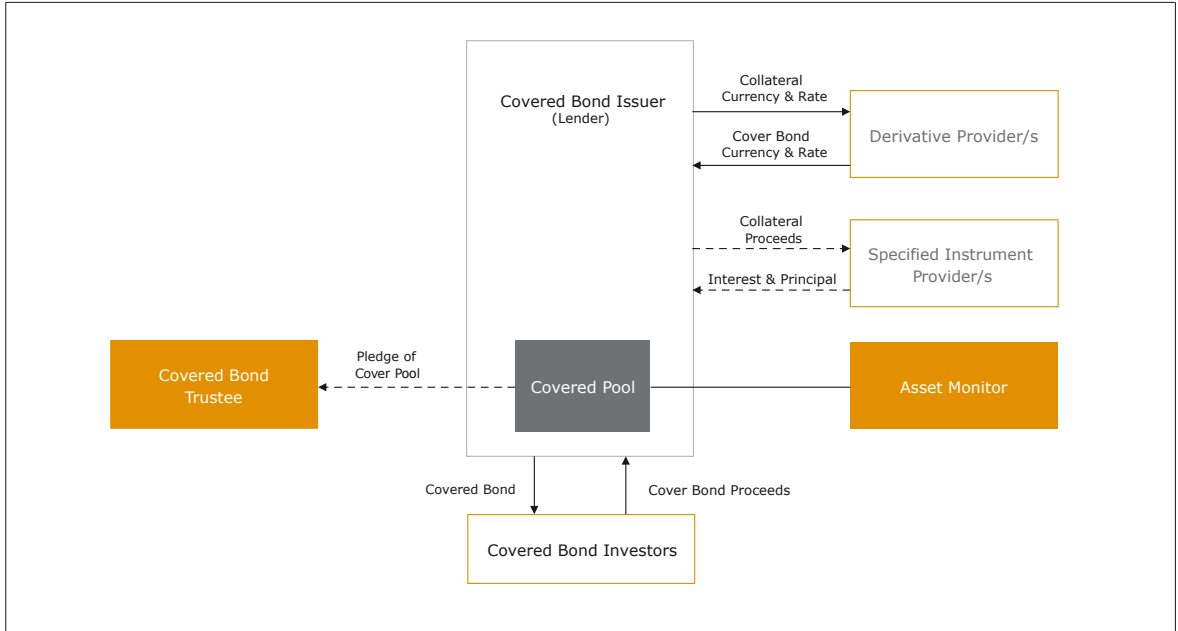 Covered Bond Issuer
(Lender)
Collateral
Currency & Rate
Cover Bond
Currency & Rate
Derivative Provider/s
Collateral
Proceeds
Interest & Principal
Specified Instrument
Provider/s
Covered Bond
Trustee
Pledge of
Cover Pool
Covered Pool
Asset Monitor
Covered Bond
Cover Bond Proceeds
Covered Bond Investors